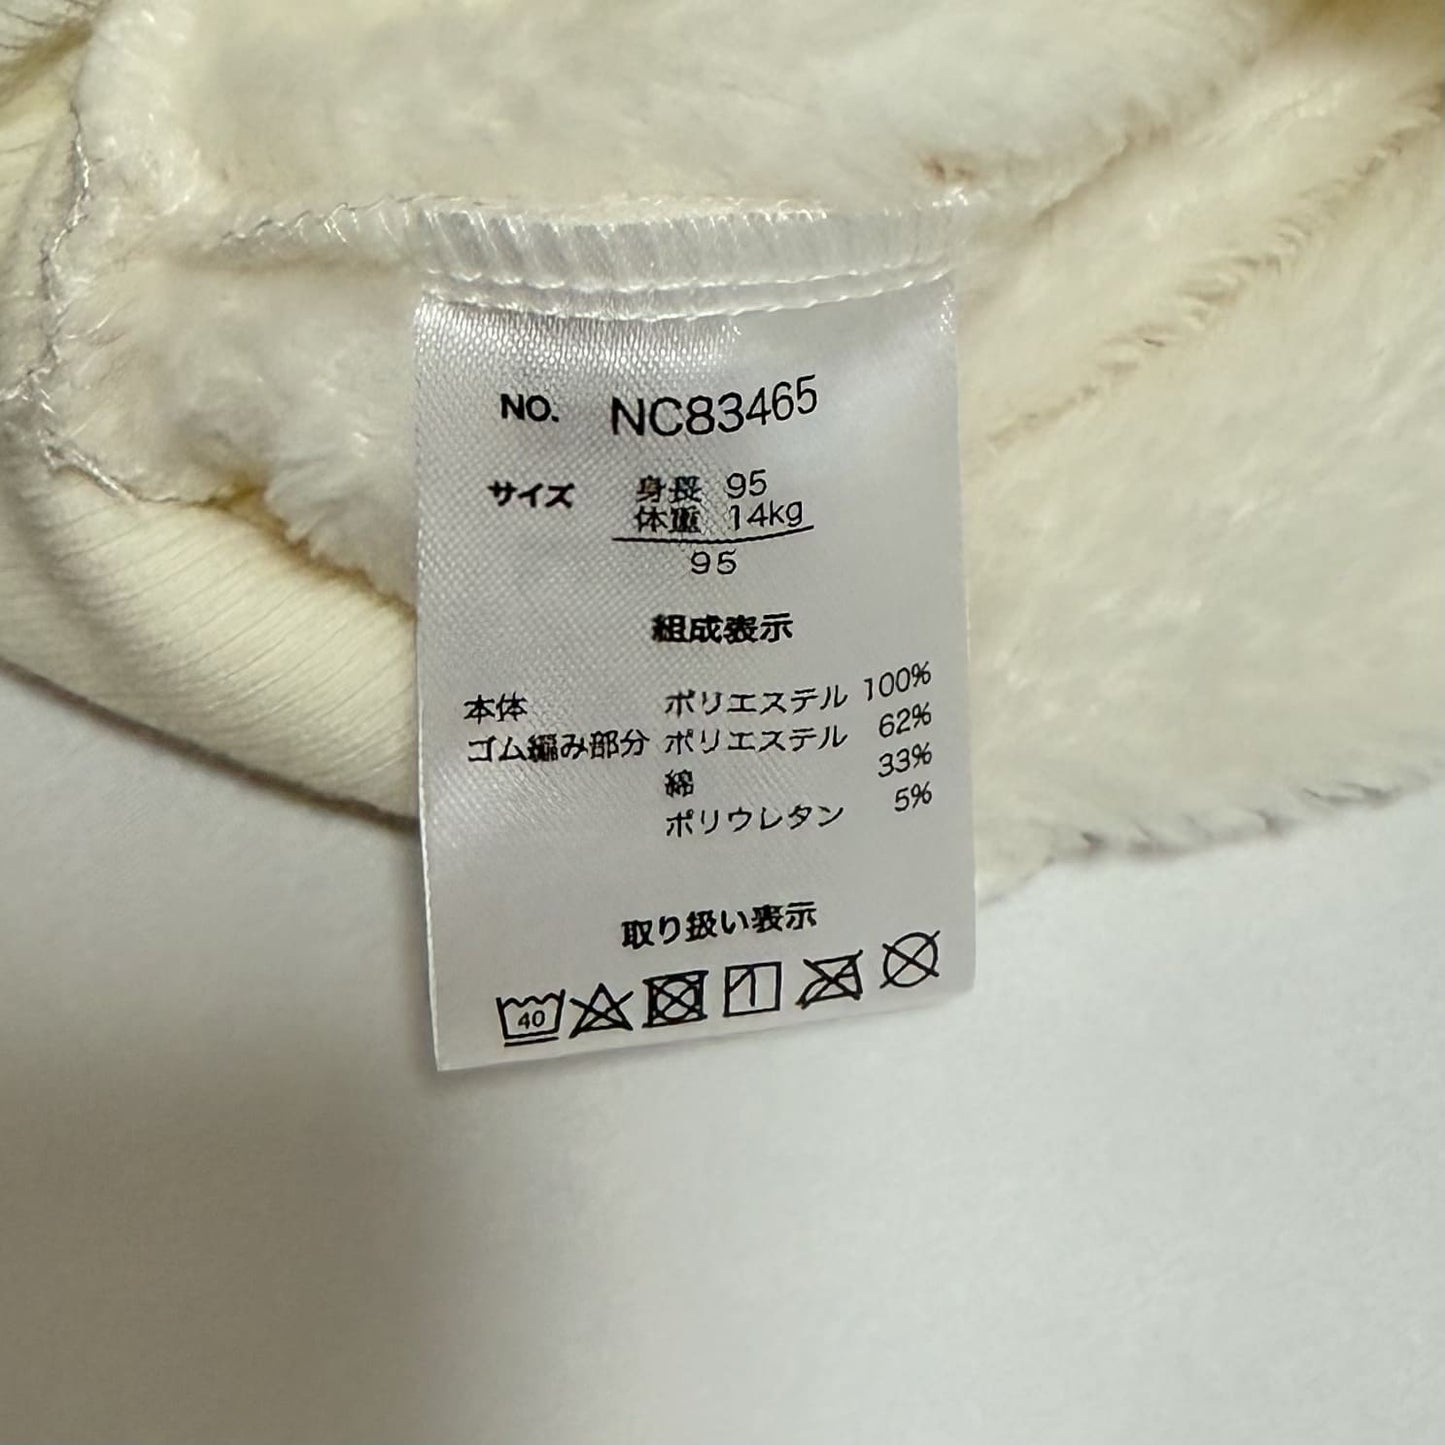 NO. NC83465
サイズ 身長 95
体重 14kg
95
組成表示
本体 ポリエステル 100%
ゴム編み部分 ポリエステル 62%
綿 33%
ポリウレタン 5%
取り扱い表示
40